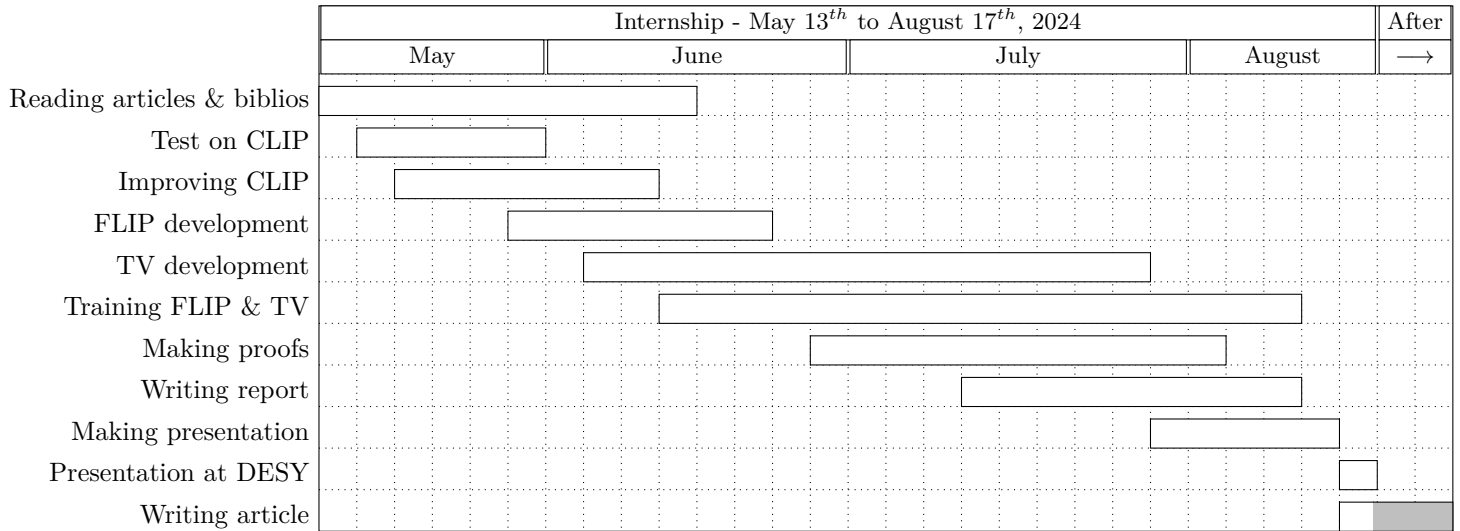 Internship - May 13th to August 17th, 2024 After
May June July August ⟶
Reading articles & biblios
Test on CLIP
Improving CLIP
FLIP development
TV development
Training FLIP & TV
Making proofs
Writing report
Making presentation
Presentation at DESY
Writing article